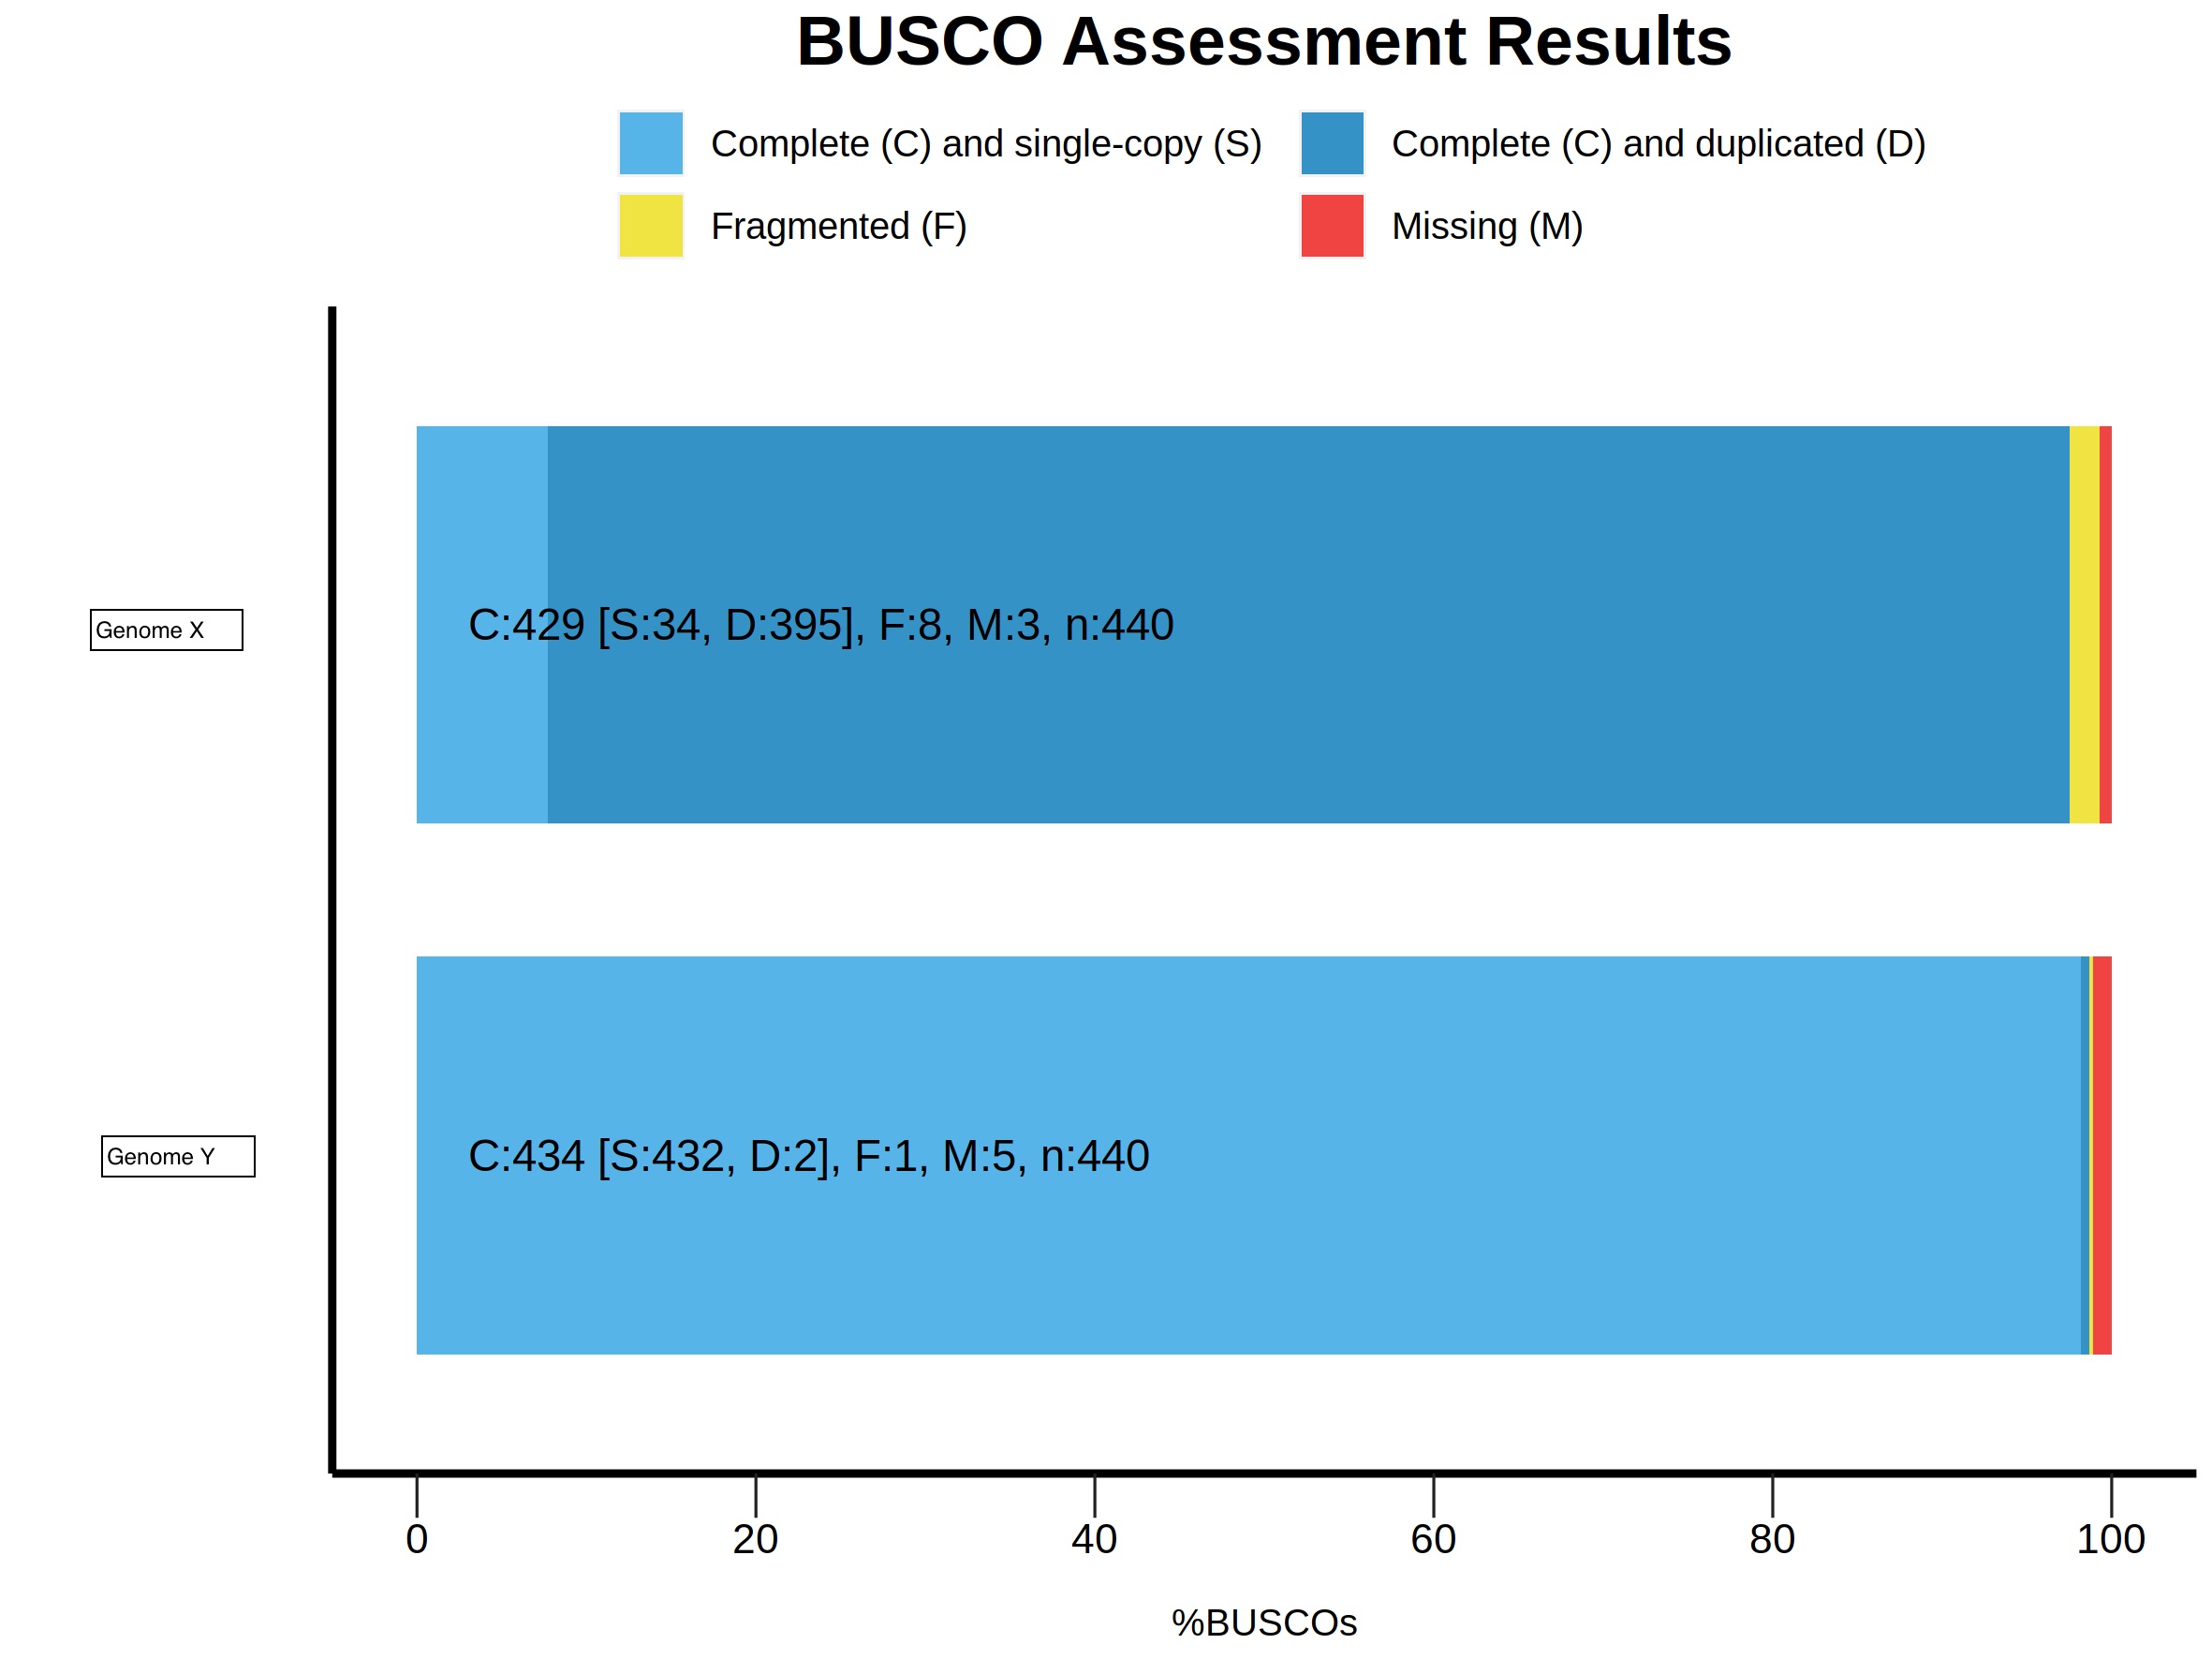 BUSCO Assessment Results
Complete (C) and single-copy (S)
Complete (C) and duplicated (D)
Fragmented (F)
Missing (M)
Genome X
C:429 [S:34, D:395], F:8, M:3, n:440
Genome Y
C:434 [S:432, D:2], F:1, M:5, n:440
0 20 40 60 80 100
%BUSCOs